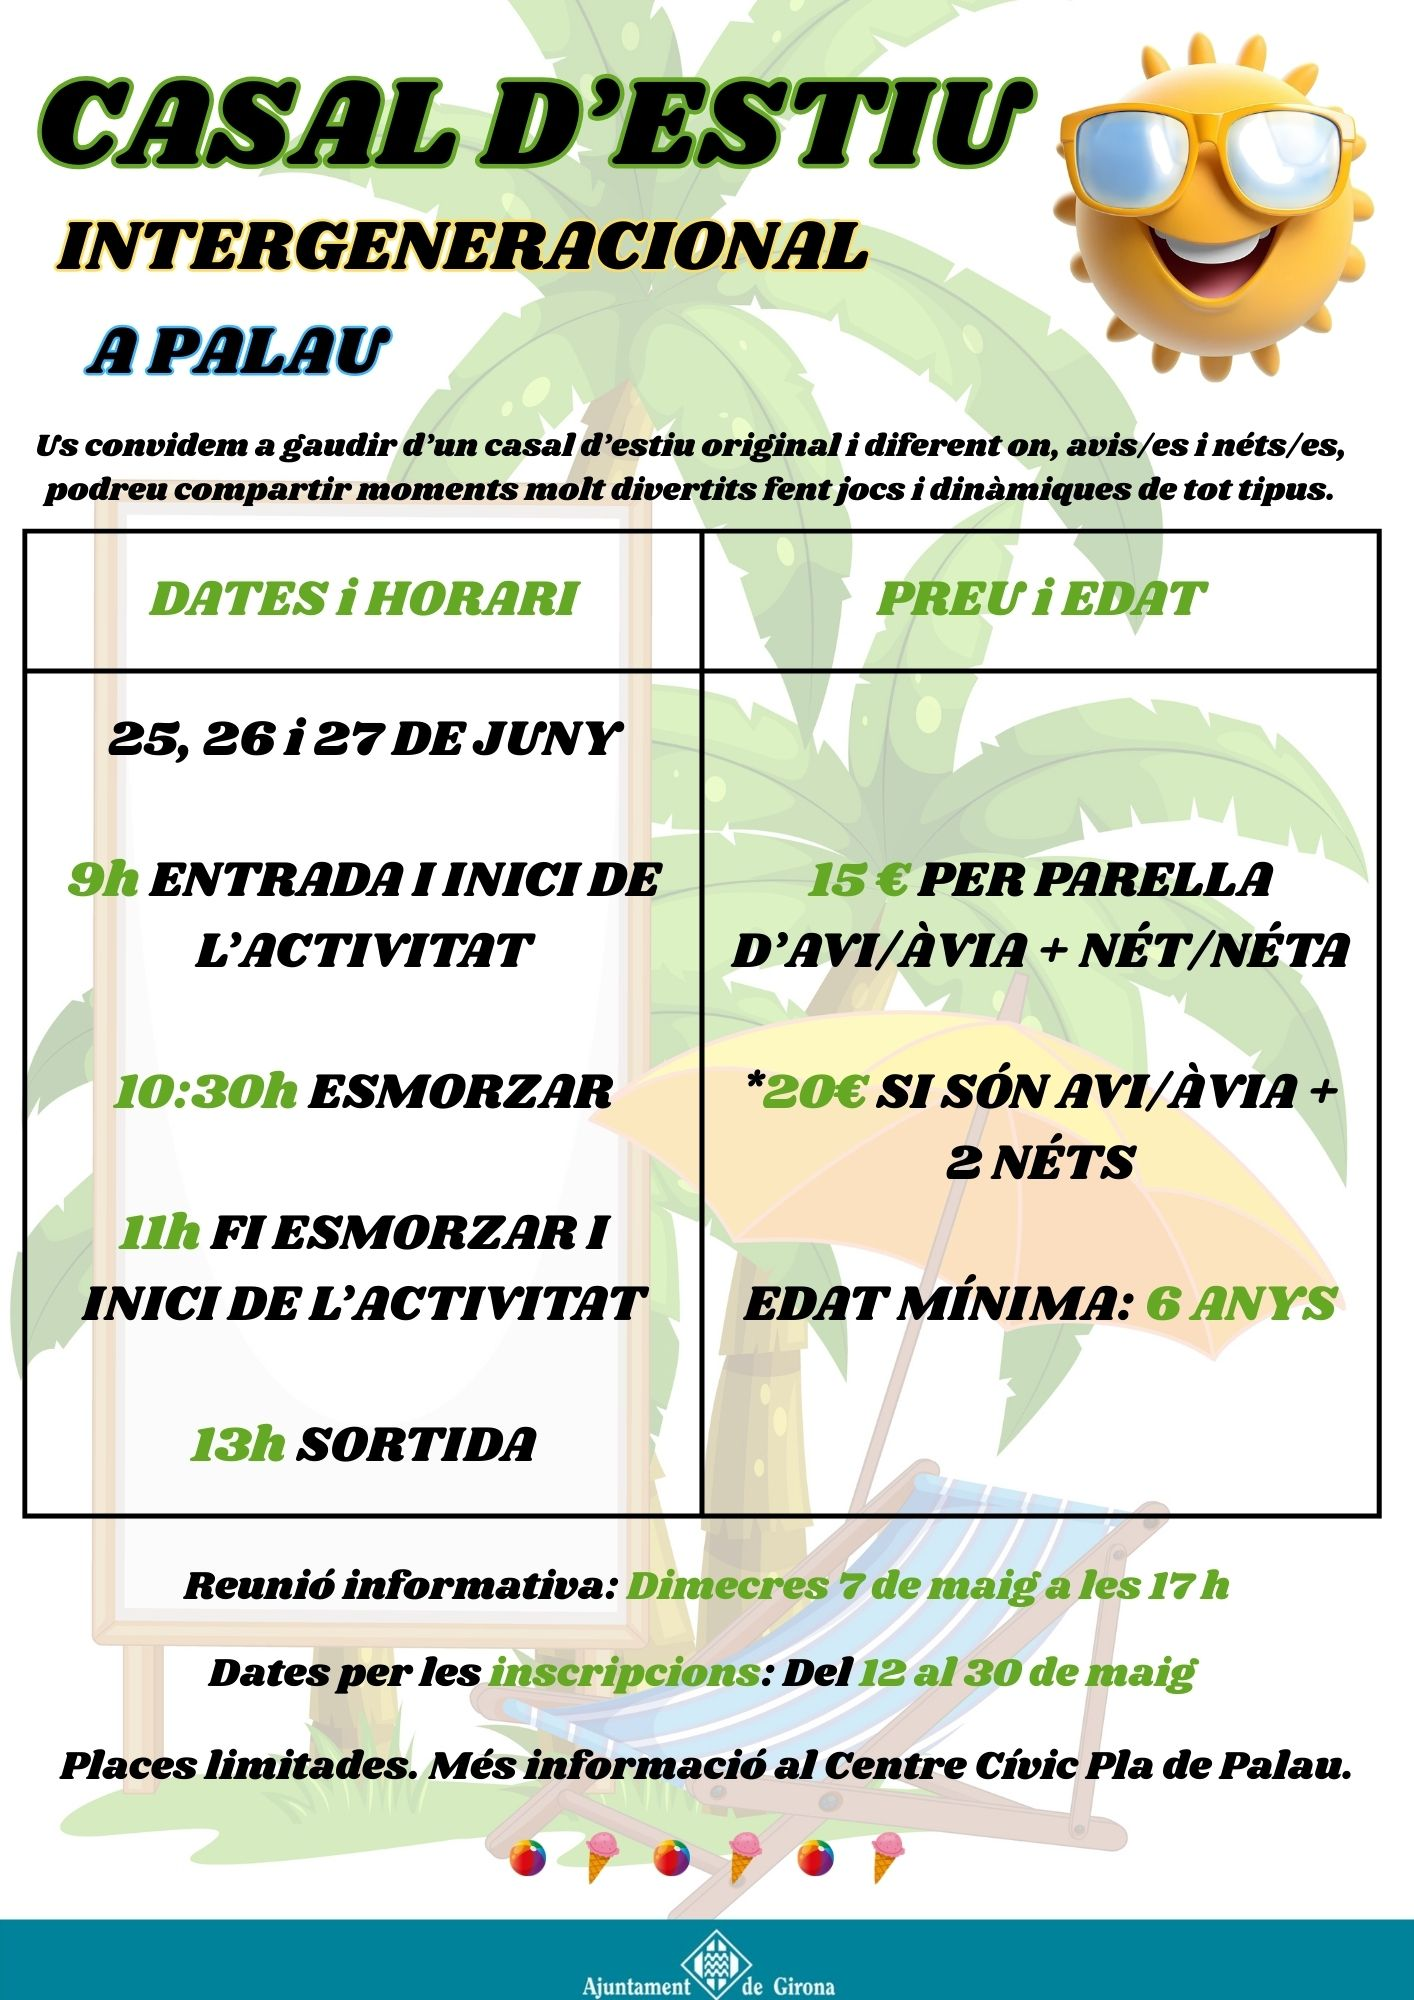 CASAL D’ESTIU
INTERGENERACIONAL
A PALAU
Us convidem a gaudir d’un casal d’estiu original i diferent on, avis/es i néts/es,
podreu compartir moments molt divertits fent jocs i dinàmiques de tot tipus.
DATES i HORARI
25, 26 i 27 DE JUNY
9h ENTRADA I INICI DE
L’ACTIVITAT
10:30h ESMORZAR
11h FI ESMORZAR I
INICI DE L’ACTIVITAT
13h SORTIDA
PREU i EDAT
15 € PER PARELLA
D’AVI/ÀVIA + NÉT/NÉTA
*20€ SI SÓN AVI/ÀVIA +
2 NÉTS
EDAT MÍNIMA: 6 ANYS
Reunió informativa: Dimecres 7 de maig a les 17 h
Dates per les inscripcions: Del 12 al 30 de maig
Places limitades. Més informació al Centre Cívic Pla de Palau.
Ajuntament de Girona